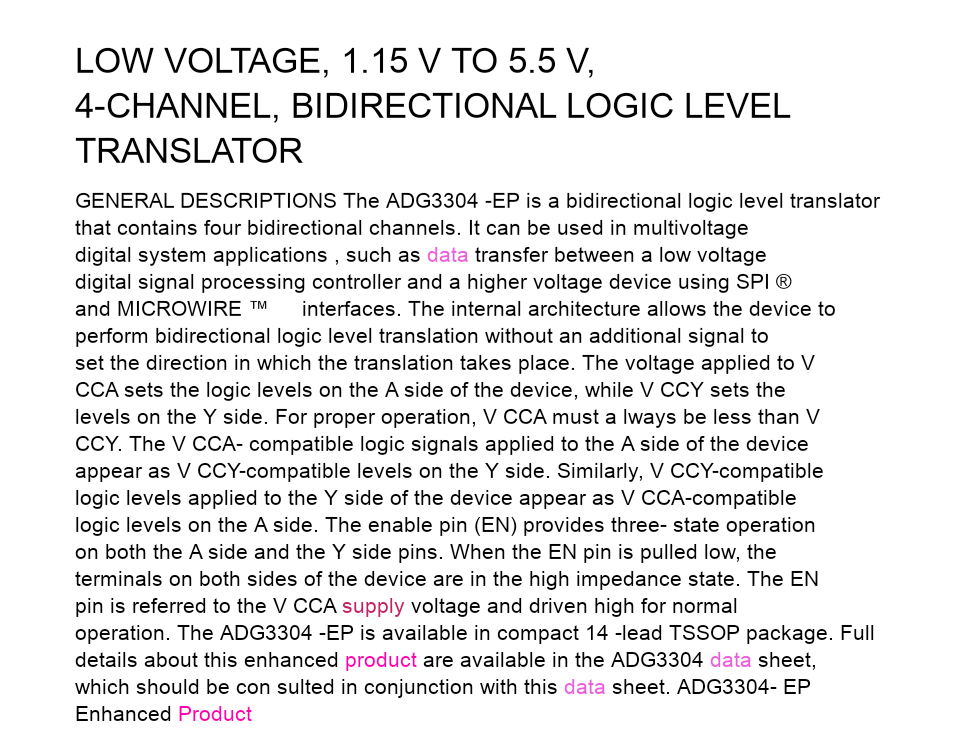 LOW VOLTAGE, 1.15 V TO 5.5 V,
4-CHANNEL, BIDIRECTIONAL LOGIC LEVEL
TRANSLATOR
GENERAL DESCRIPTIONS The ADG3304 -EP is a bidirectional logic level translator
that contains four bidirectional channels. It can be used in multivoltage
digital system applications , such as data transfer between a low voltage
digital signal processing controller and a higher voltage device using SPI ®
and MICROWIRE ™ interfaces. The internal architecture allows the device to
perform bidirectional logic level translation without an additional signal to
set the direction in which the translation takes place. The voltage applied to V
CCA sets the logic levels on the A side of the device, while V CCY sets the
levels on the Y side. For proper operation, V CCA must a lways be less than V
CCY. The V CCA- compatible logic signals applied to the A side of the device
appear as V CCY-compatible levels on the Y side. Similarly, V CCY-compatible
logic levels applied to the Y side of the device appear as V CCA-compatible
logic levels on the A side. The enable pin (EN) provides three- state operation
on both the A side and the Y side pins. When the EN pin is pulled low, the
terminals on both sides of the device are in the high impedance state. The EN
pin is referred to the V CCA supply voltage and driven high for normal
operation. The ADG3304 -EP is available in compact 14 -lead TSSOP package. Full
details about this enhanced product are available in the ADG3304 data sheet,
which should be con sulted in conjunction with this data sheet. ADG3304- EP
Enhanced Product